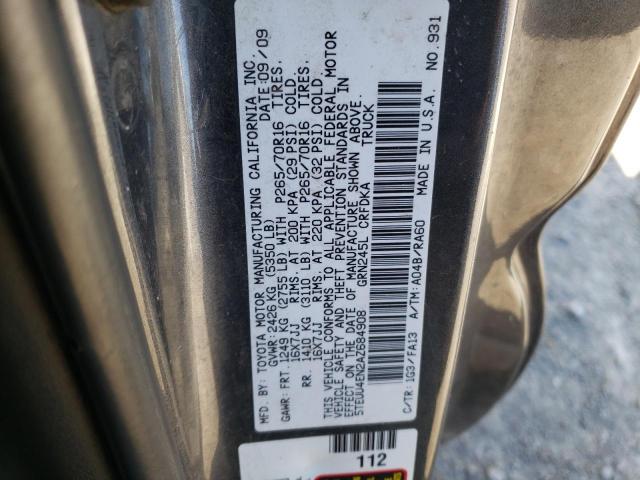 MFD. BY: TOYOTA MOTOR MANUFACTURING CALIFORNIA INC.
GVWR: 2426 KG (5350 LB) DATE: 09/09
GAWR: FRT. 1249 KG (2755 LB) WITH P265/70R16 TIRES.
16X7JJ RIMS. AT 200 KPA (29 PSI) COLD.
RR. 1410 KG (3110 LB) WITH P265/70R16 TIRES.
16X7JJ RIMS. AT 220 KPA (32 PSI) COLD.
THIS VEHICLE CONFORMS TO ALL APPLICABLE FEDERAL MOTOR
VEHICLE SAFETY AND THEFT PREVENTION STANDARDS IN
EFFECT ON THE DATE OF MANUFACTURE SHOWN ABOVE.
5TEUU4EN2AZ684908 GRN245L CRFDKA TRUCK
C/TR: 1G3/FA13 A/TM: A04B/RA60 MADE IN U.S.A. NO. 931
112